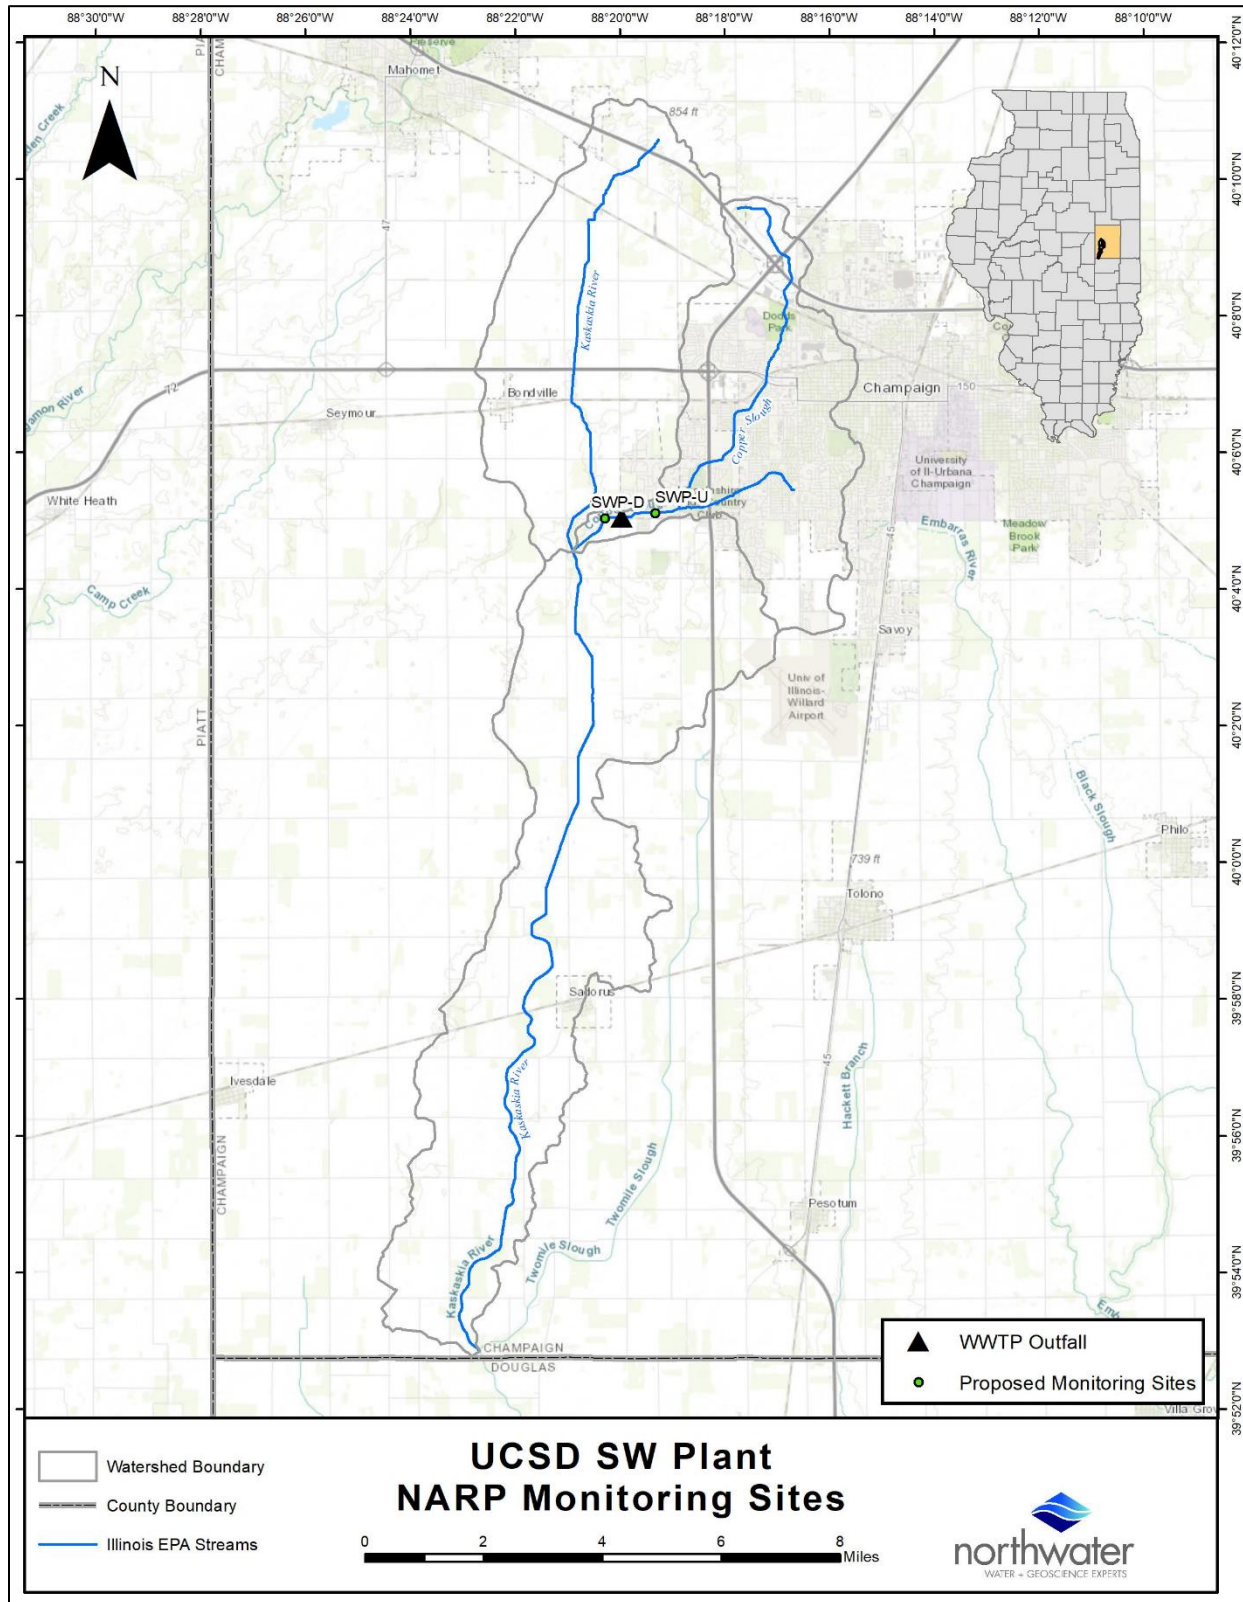 88°30'0"W 88°28'0"W 88°26'0"W 88°24'0"W 88°22'0"W 88°20'0"W 88°18'0"W 88°16'0"W 88°14'0"W 88°12'0"W 88°10'0"W
40°12'0"N
40°10'0"N
40°8'0"N
40°6'0"N
40°4'0"N
40°2'0"N
40°0'0"N
39°58'0"N
39°56'0"N
39°54'0"N
39°52'0"N
N
CHAM
Mahomet
854 ft
47
Kaskaskia River
Dodds
Park
72
Bondville
Seymour
Champaign
150
Copper Slough
White Heath
University
of Il-Urbana
Champaign
SWP-D
SWP-U
Club
Embarras River
Meadow
Brook
Park
45
Camp Creek
Savoy
Univ of
Illinois-
Willard
Airport
PIATT
Black Slough
Philo
739 ft
Tolono
Sadorus
Kaskaskia River
45
Hackett Branch
Ivesdale
CHAMPAIGN
Twomile Slough
Pesotum
Kaskaskia River
Twomile Slough
CHAMPAIGN
DOUGLAS
WWTP Outfall
Proposed Monitoring Sites
Watershed Boundary
County Boundary
Illinois EPA Streams
UCSD SW Plant
NARP Monitoring Sites
0 2 4 6 8
Miles
northwater
WATER + GEOSCIENCE EXPERTS